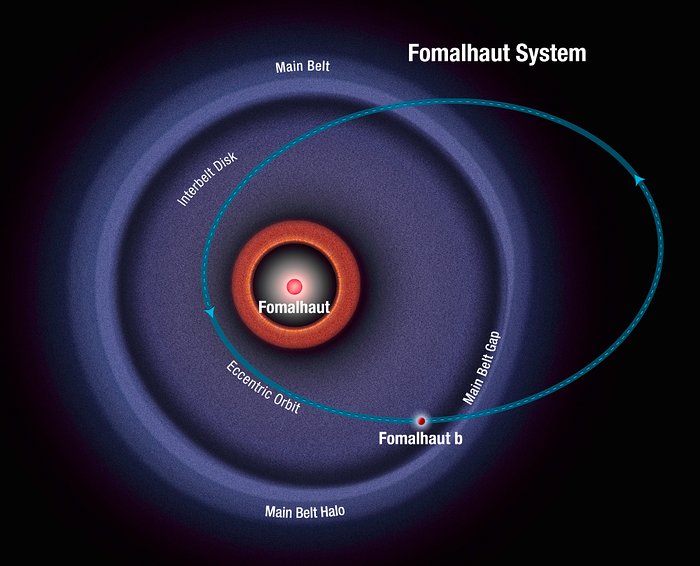 Fomalhaut System
Main Belt
Interbelt Disk
Fomalhaut
Main Belt Gap
Eccentric Orbit
Fomalhaut b
Main Belt Halo